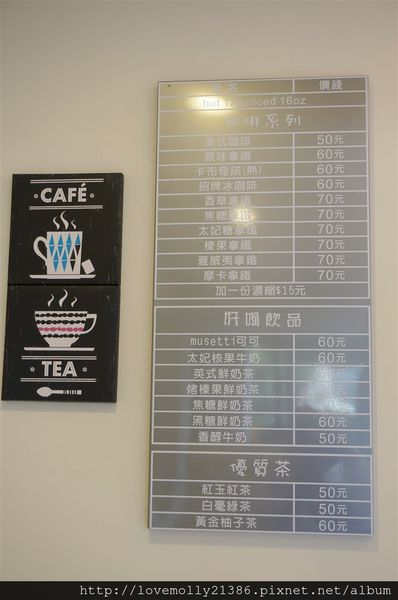 CAFÉ
TEA
品名 價錢
hot 12oz/iced 16oz
咖啡系列
美式咖啡 50元
原味拿鐵 60元
卡布奇諾(熱) 60元
招牌冰咖啡 60元
香草拿鐵 70元
焦糖拿鐵 70元
太妃糖拿鐵 70元
榛果拿鐵 70元
夏威夷拿鐵 70元
摩卡拿鐵 70元
加一份濃縮$15元
好喝飲品
musetti可可 60元
太妃核果牛奶 60元
英式鮮奶茶
烤榛果鮮奶茶
焦糖鮮奶茶
黑糖鮮奶茶 60元
香醇牛奶 50元
優質茶
紅玉紅茶 50元
白毫綠茶 50元
黃金柚子茶 60元
http://lovemolly21386.pixnet.net/album